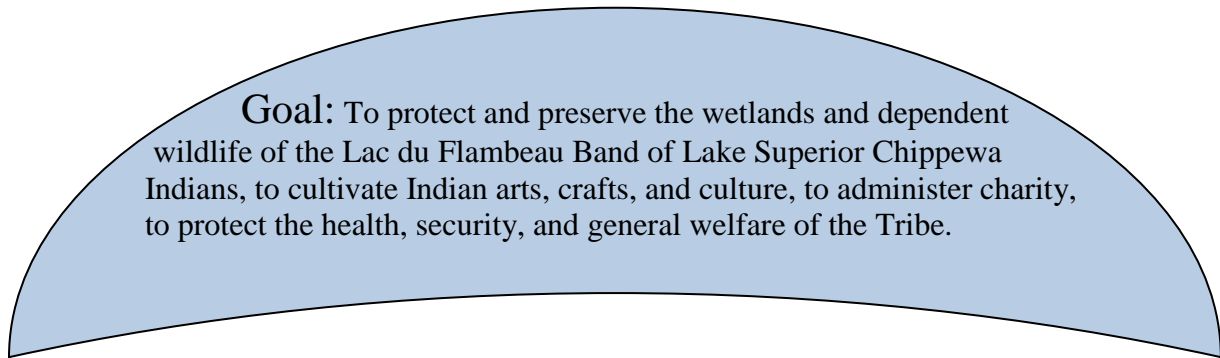 Goal: To protect and preserve the wetlands and dependent
wildlife of the Lac du Flambeau Band of Lake Superior Chippewa
Indians, to cultivate Indian arts, crafts, and culture, to administer charity,
to protect the health, security, and general welfare of the Tribe.